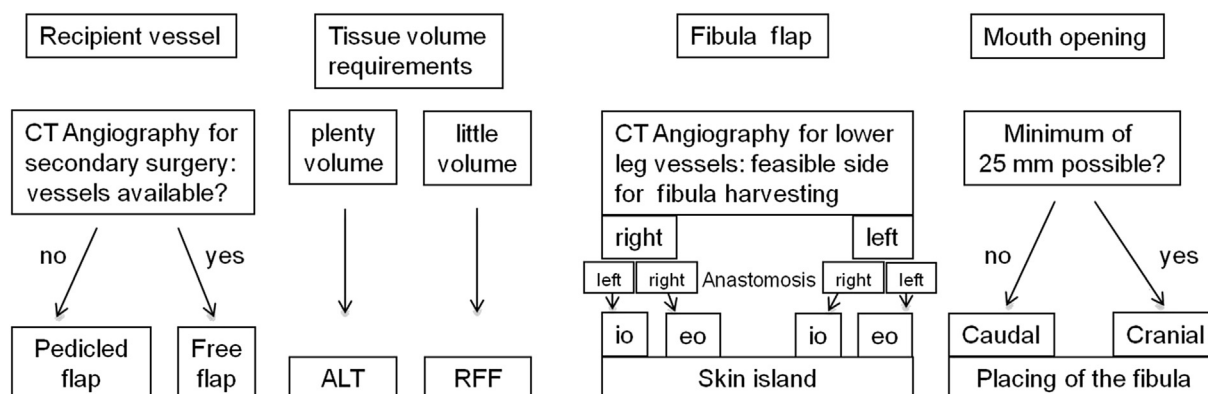 Recipient vessel
CT Angiography for
secondary surgery:
vessels available?
no
yes
Pedicled
flap
Free
flap
Tissue volume
requirements
plenty
volume
little
volume
ALT
RFF
Fibula flap
CT Angiography for lower
leg vessels: feasible side
for fibula harvesting
right
left
left
right
Anastomosis
right
left
io
eo
io
eo
Skin island
Mouth opening
Minimum of
25 mm possible?
no
yes
Caudal
Cranial
Placing of the fibula